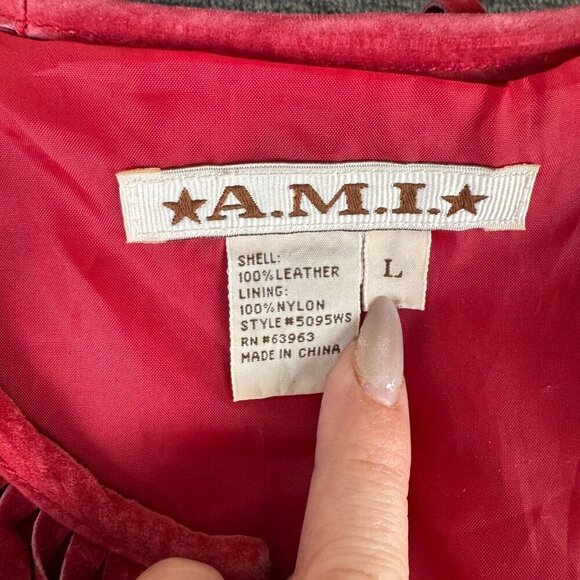 ★A.M.I.★
SHELL:
100% LEATHER
LINING:
100% NYLON
STYLE#5095WS
RN #63963
MADE IN CHINA
L